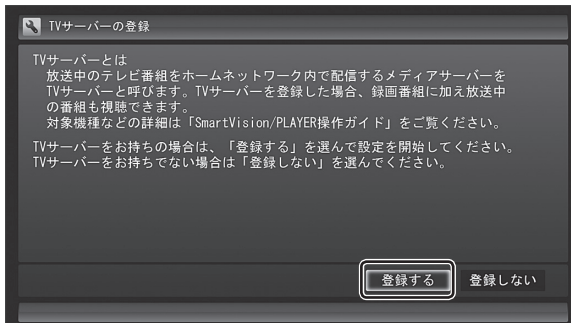 TVサーバーの登録
TVサーバーとは
放送中のテレビ番組をホームネットワーク内で配信するメディアサーバーを
TVサーバーと呼びます。TVサーバーを登録した場合、録画番組に加え放送中
の番組も視聴できます。
対象機種などの詳細は「SmartVision/PLAYER操作ガイド」をご覧ください。
TVサーバーをお持ちの場合は、「登録する」を選んで設定を開始してください。
TVサーバーをお持ちでない場合は「登録しない」を選んでください。
登録する 登録しない